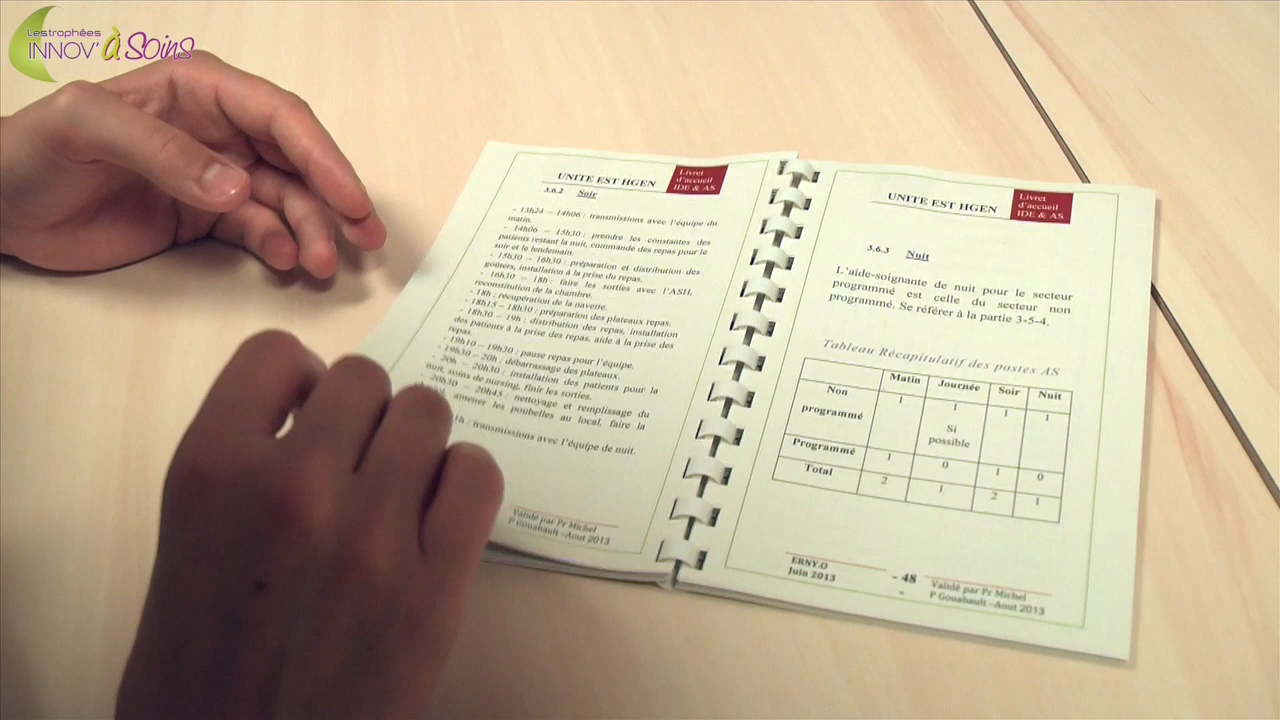 Les trophées
INNOV' à Soins
UNITE EST HGEN
Livret
d'accueil
IDE & AS
3.6.2 Soir
- 13h24 – 14h06 : transmissions avec l'équipe du
matin.
- 14h06 – 15h30 : prendre les constantes des
patients restant la nuit, commande des repas pour le
soir et le lendemain.
- 15h30 – 16h30 : préparation et distribution des
goûters, installation à la prise du repas.
- 16h30 – 18h : faire les sorties avec l'ASH,
reconstitution de la chambre.
- 18h : récupération de la navette.
- 18h15 – 18h30 : préparation des plateaux repas.
- 18h30 – 19h : distribution des repas, installation
des patients à la prise des repas, aide à la prise des
repas.
- 19h10 – 19h30 : pause repas pour l'équipe.
- 19h30 – 20h : débarrassage des plateaux.
- 20h – 20h30 : installation des patients pour la
nuit, soins de nursing, finir les sorties.
- 20h30 – 20h45 : nettoyage et remplissage du
amener les poubelles au local, faire la
1h : transmissions avec l'équipe de nuit.
Validé par Pr Michel
P Gouabault –Aout 2013
UNITE EST HGEN
Livret
d'accueil
IDE & AS
3.6.3 Nuit
L'aide-soignante de nuit pour le secteur
programmé est celle du secteur non
programmé. Se référer à la partie 3-5-4.
Tableau Récapitulatif des postes AS
Matin Journée Soir Nuit
Non programmé 1 1 Si possible 1 1
Programmé 1 0 1 0
Total 2 1 2 1
ERNY.O
Juin 2013
- 48
-
Validé par Pr Michel
P Gouabault –Aout 2013